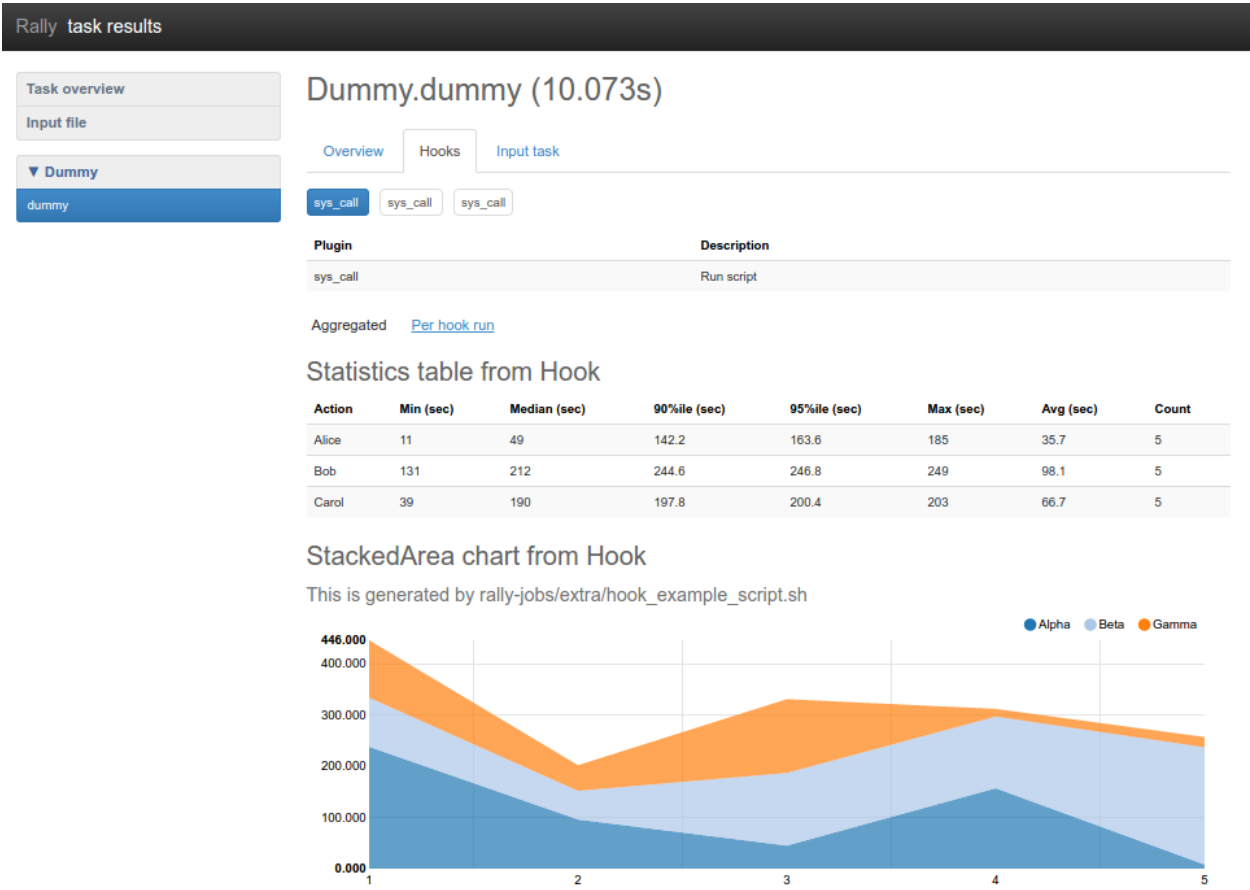 Rally task results
Task overview
Input file
▼ Dummy
dummy
Dummy.dummy (10.073s)
Overview Hooks Input task
sys_call sys_call sys_call
Plugin Description
sys_call Run script
Aggregated Per hook run
Statistics table from Hook
Action Min (sec) Median (sec) 90%ile (sec) 95%ile (sec) Max (sec) Avg (sec) Count
Alice 11 49 142.2 163.6 185 35.7 5
Bob 131 212 244.6 246.8 249 98.1 5
Carol 39 190 197.8 200.4 203 66.7 5
StackedArea chart from Hook
This is generated by rally-jobs/extra/hook_example_script.sh
Alpha Beta Gamma
446.000
400.000
300.000
200.000
100.000
0.000
1 2 3 4 5